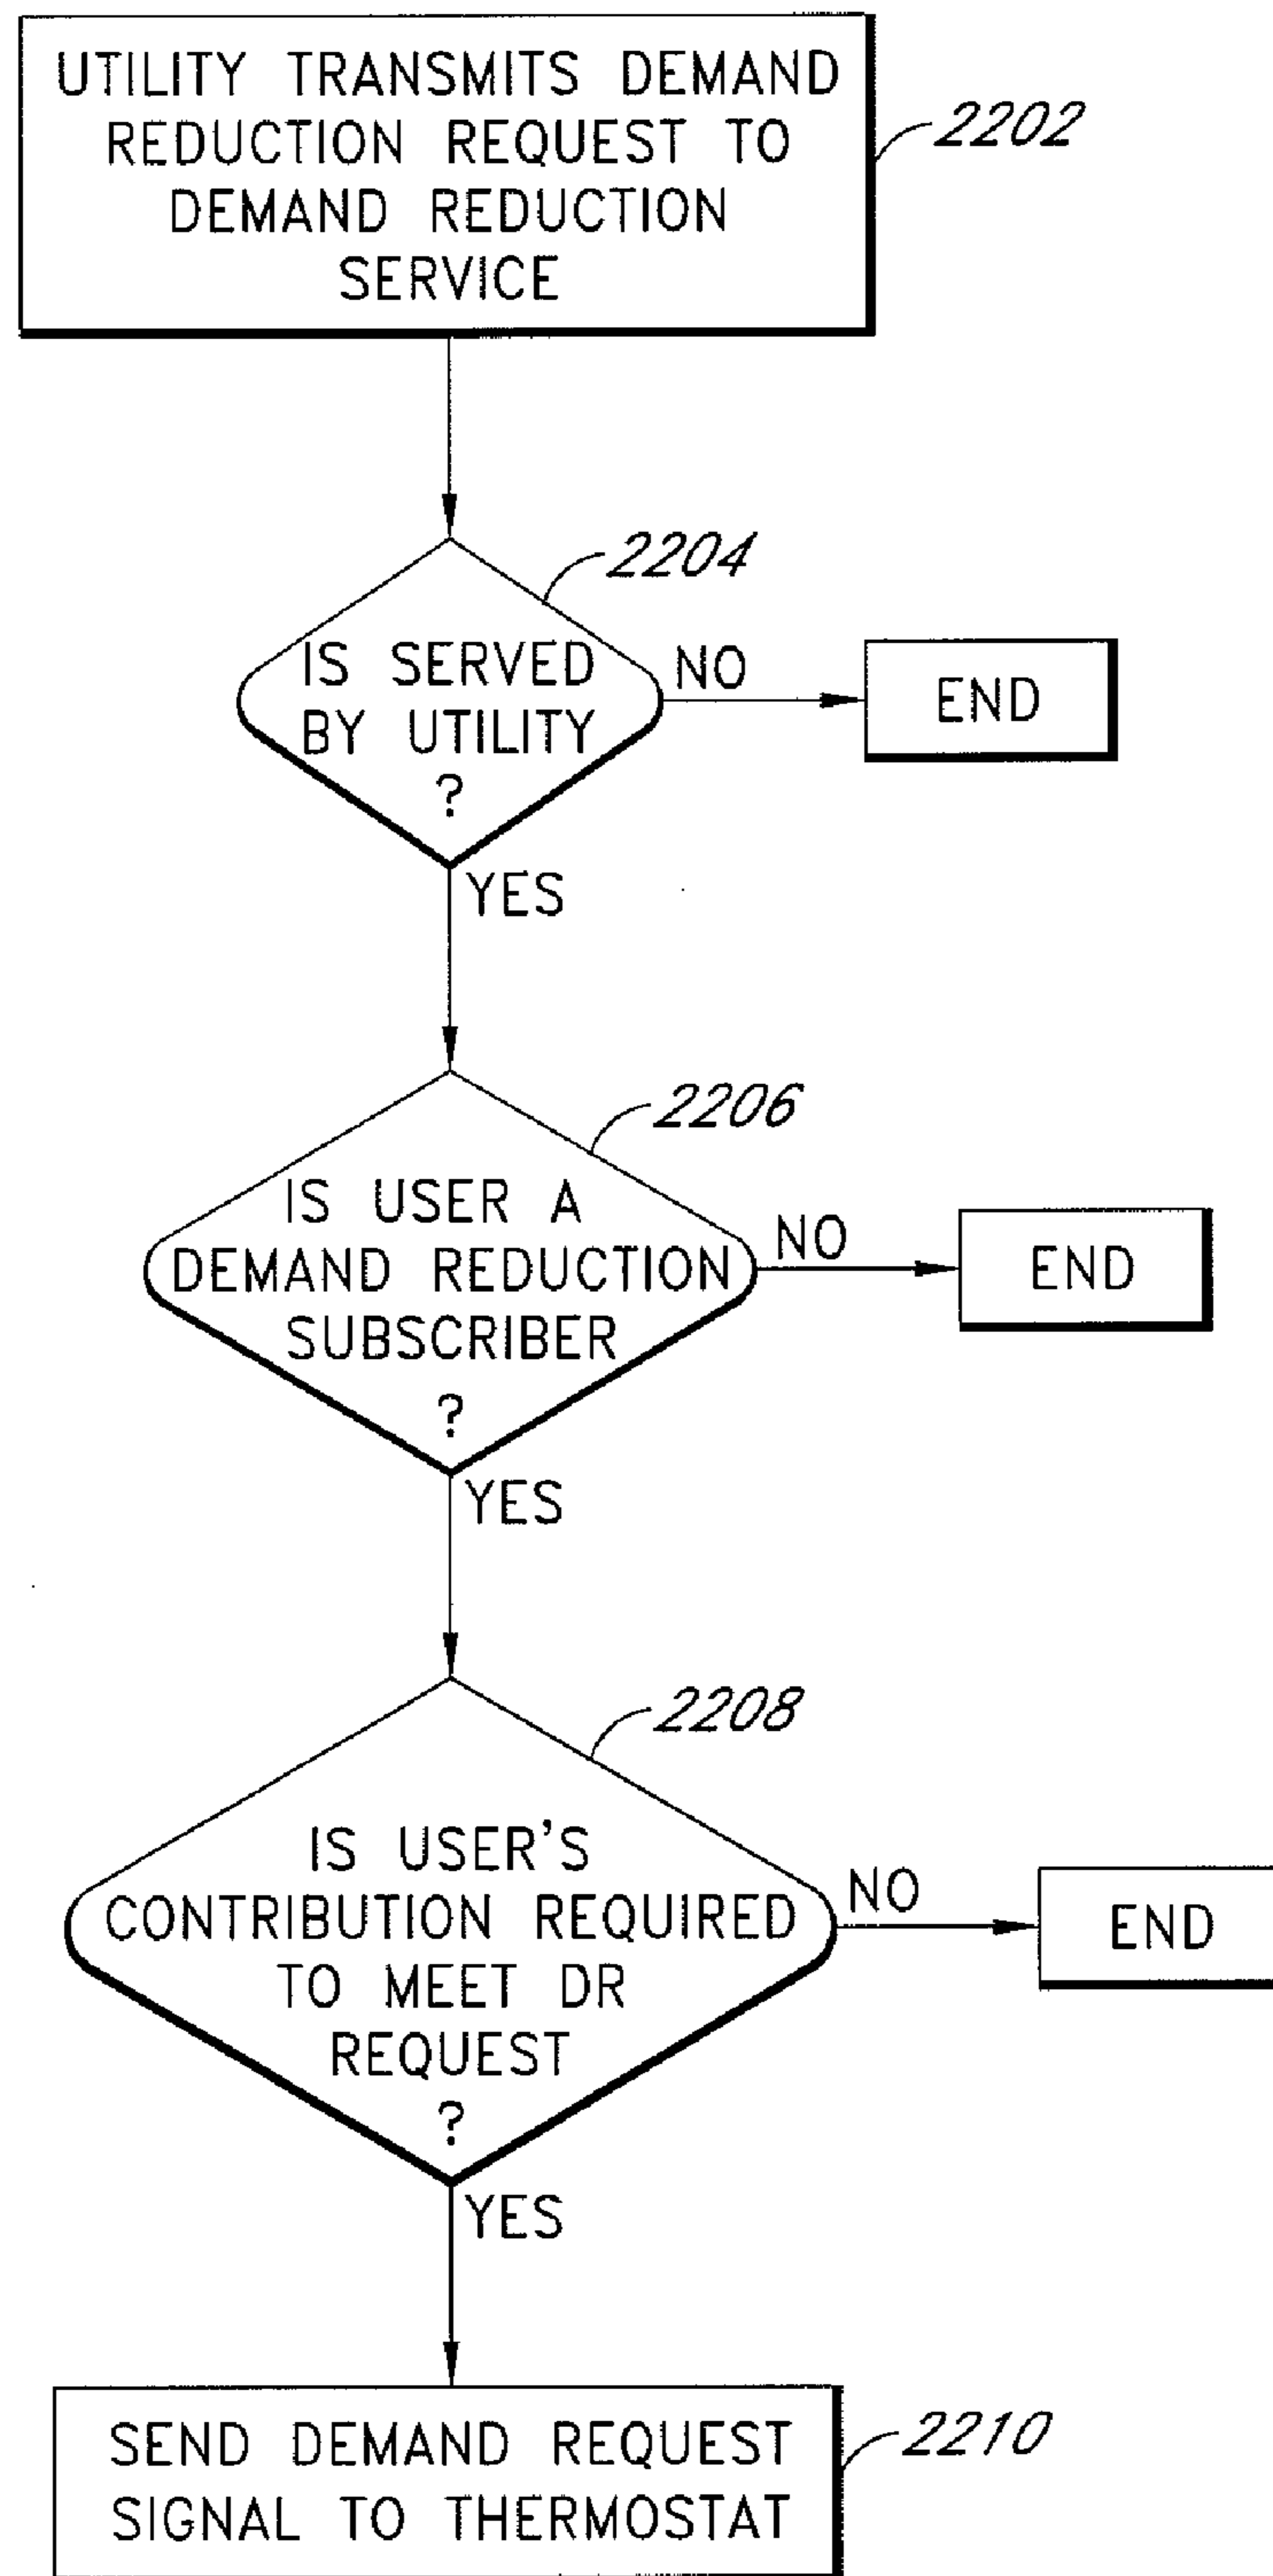 UTILITY TRANSMITS DEMAND
REDUCTION REQUEST TO
DEMAND REDUCTION
SERVICE
2202
2204
IS SERVED
BY UTILITY
?
NO
END
YES
2206
IS USER A
DEMAND REDUCTION
SUBSCRIBER
?
NO
END
YES
2208
IS USER'S
CONTRIBUTION REQUIRED
TO MEET DR
REQUEST
?
NO
END
YES
SEND DEMAND REQUEST
SIGNAL TO THERMOSTAT
2210